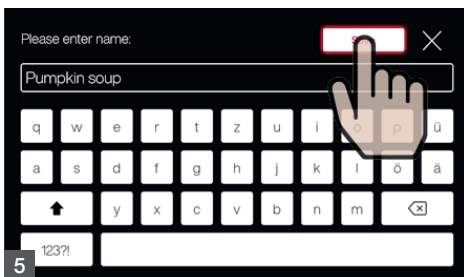 Please enter name:
Pumpkin soup
q w e r t z u i o p ü
a s d f g h j k l ö ä
y x c v b n m
123?!
5